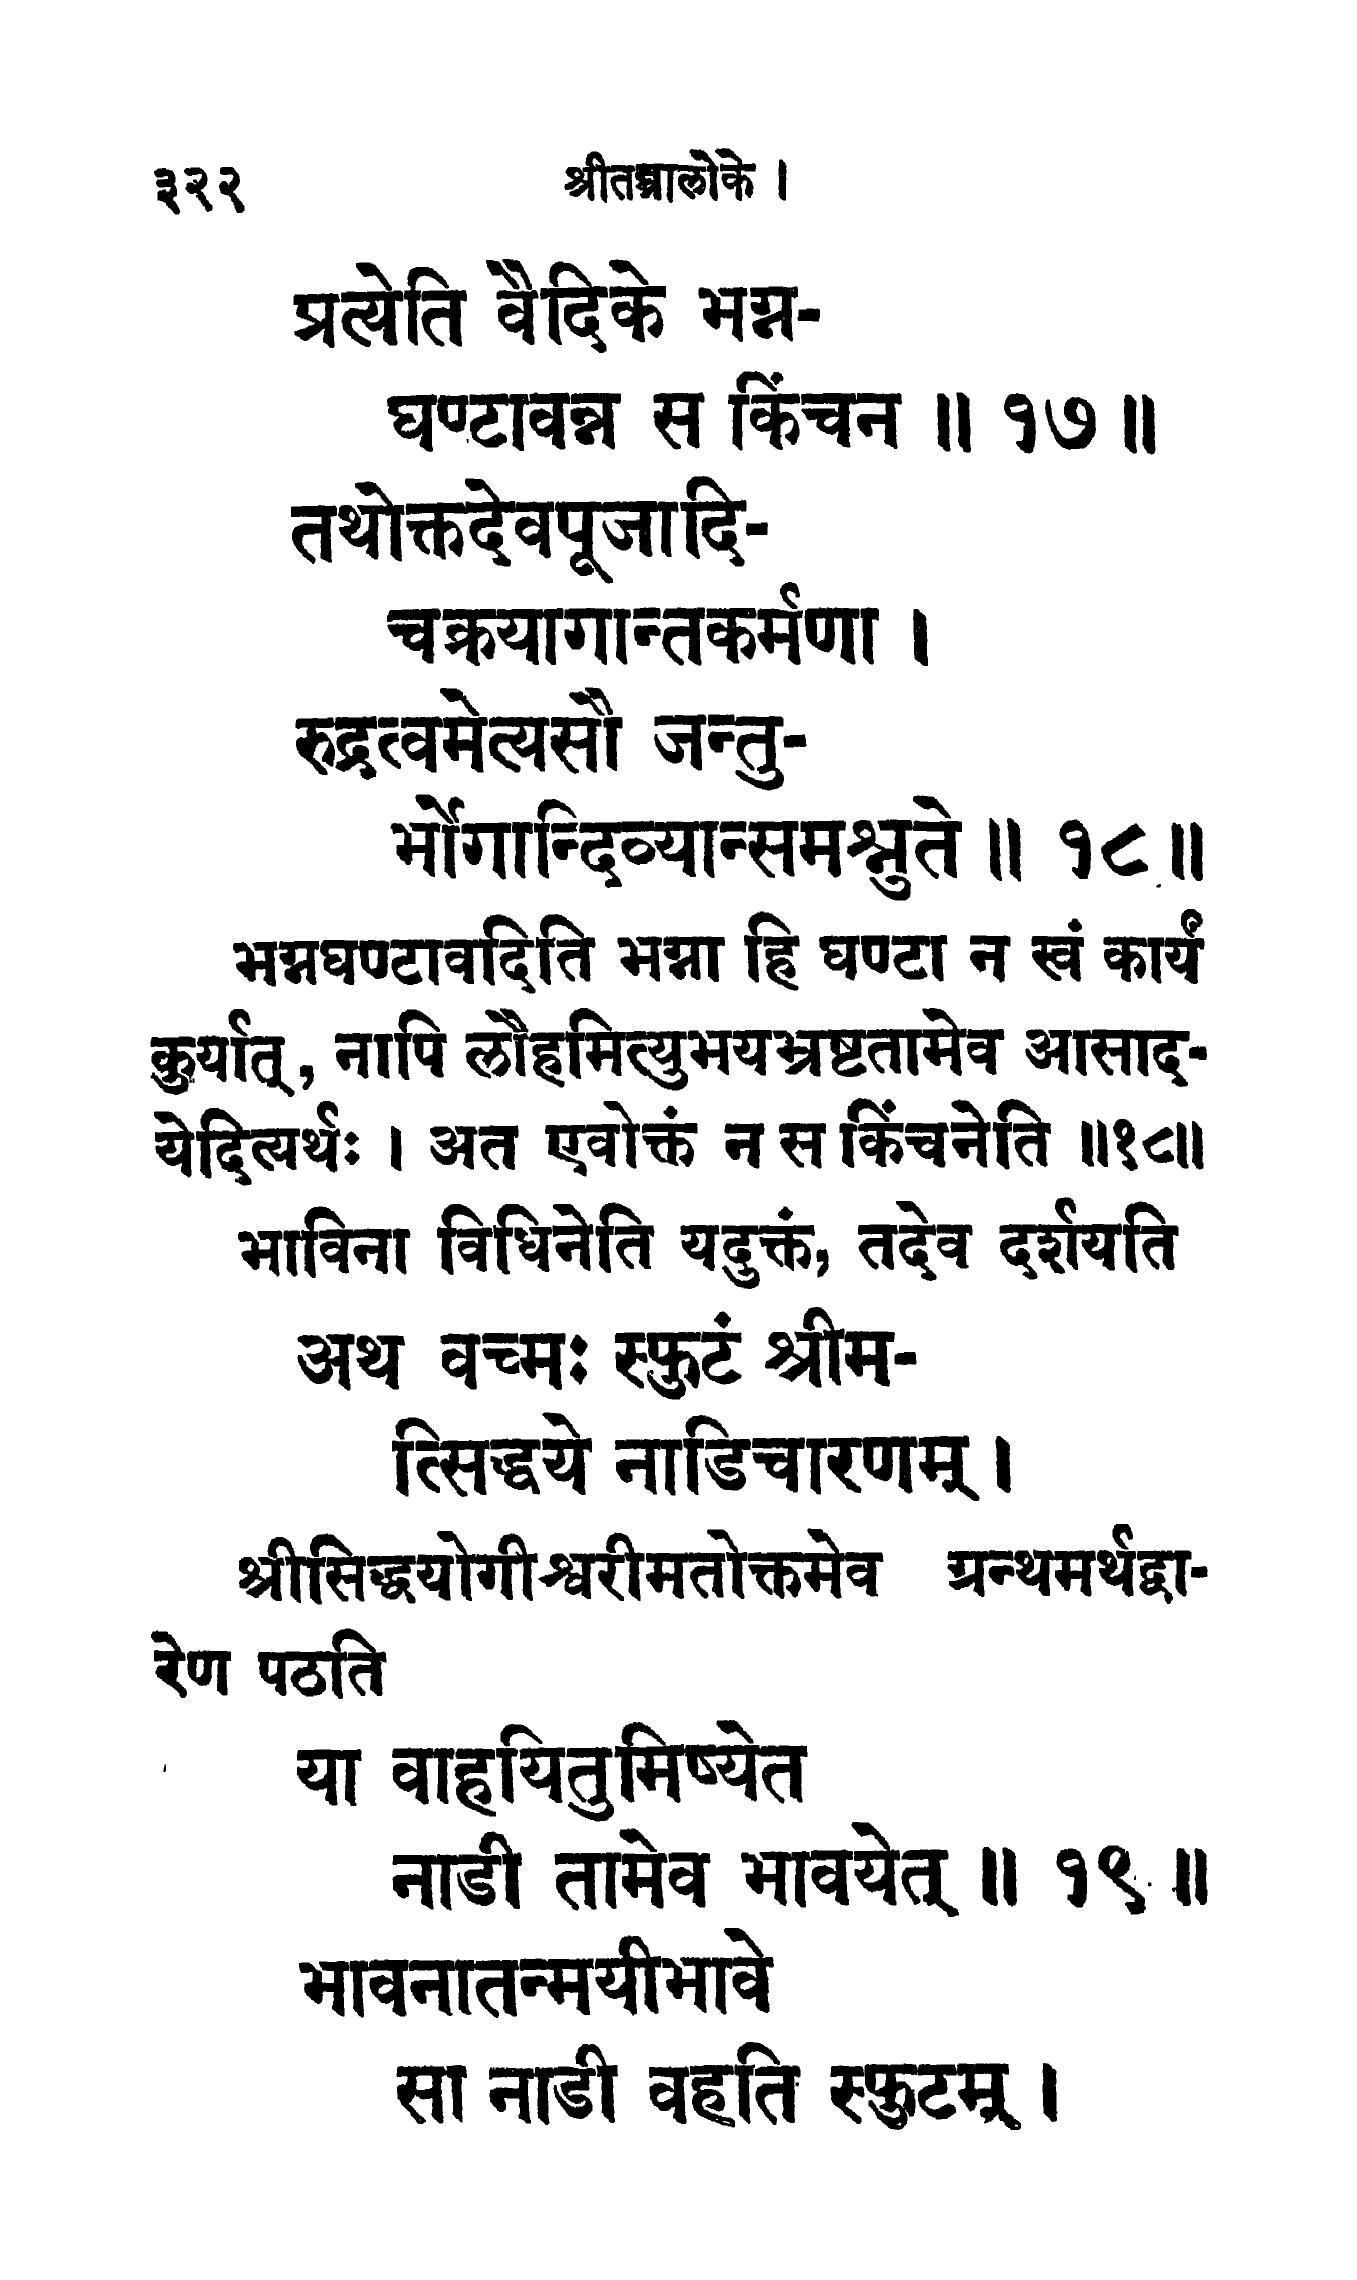 ३२२ श्रीतन्त्रालोके ।
प्रत्येति वैदिके भग्न-
घण्टावन्न स किंचन ॥ १७ ॥
तथोक्तदेवपूजादि-
चक्रयागान्तकर्मणा ।
रुद्रत्वमेत्यसौ जन्तु-
र्भोगान्दिव्यान्समश्नुते ॥ १८ ॥
भग्नघण्टावदिति भग्ना हि घण्टा न स्वं कार्यं
कुर्यात्, नापि लौहमित्युभयभ्रष्टतामेव आसाद-
येदित्यर्थः । अत एवोक्तं न स किंचनेति ॥१८॥
भाविना विधिनेति यदुक्तं, तदेव दर्शयति
अथ वच्मः स्फुटं श्रीम-
त्सिद्धये नाडिचारणम् ।
श्रीसिद्धयोगीश्वरीमतोक्तमेव ग्रन्थमर्थद्वा-
रेण पठति
या वाहयितुमिष्येत
नाडी तामेव भावयेत् ॥ १९ ॥
भावनातन्मयीभावे
सा नाडी वहति स्फुटम् ।